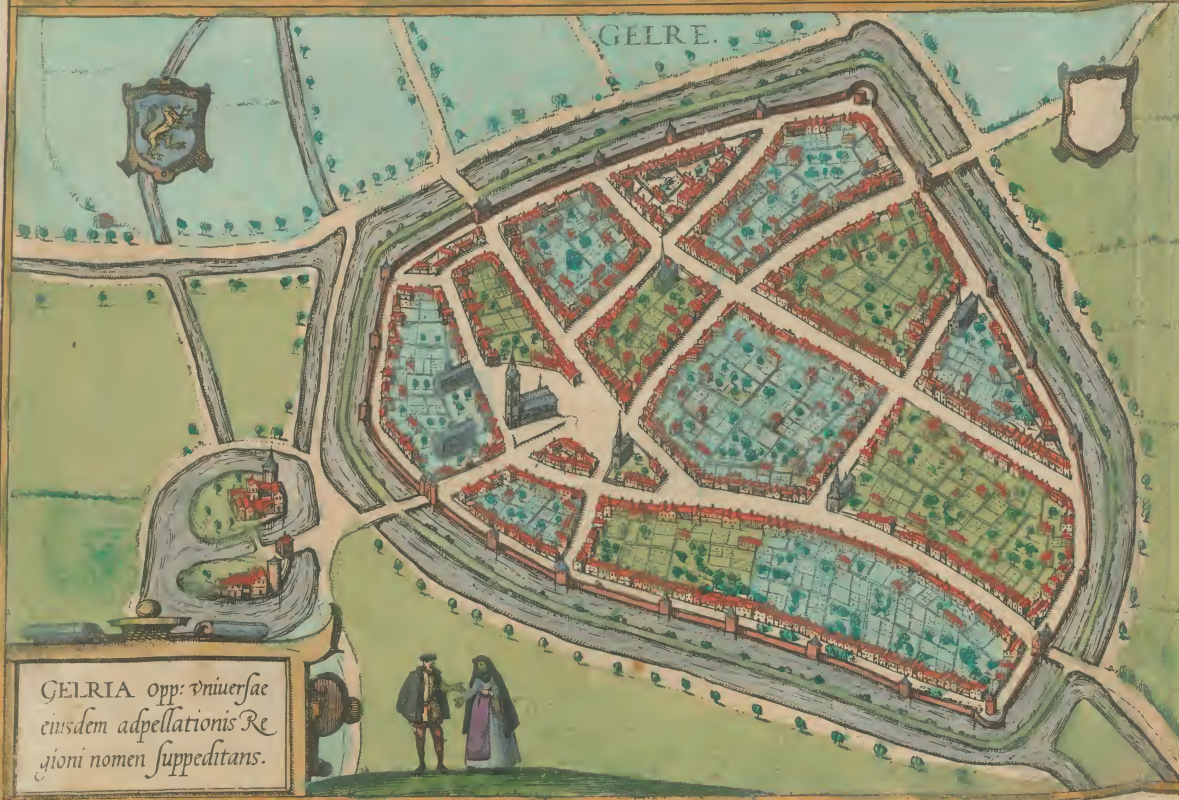 GELRE.
GELRIA opp: vniuerſae
eiusdem adpellationis Re
gioni nomen ſuppeditans.